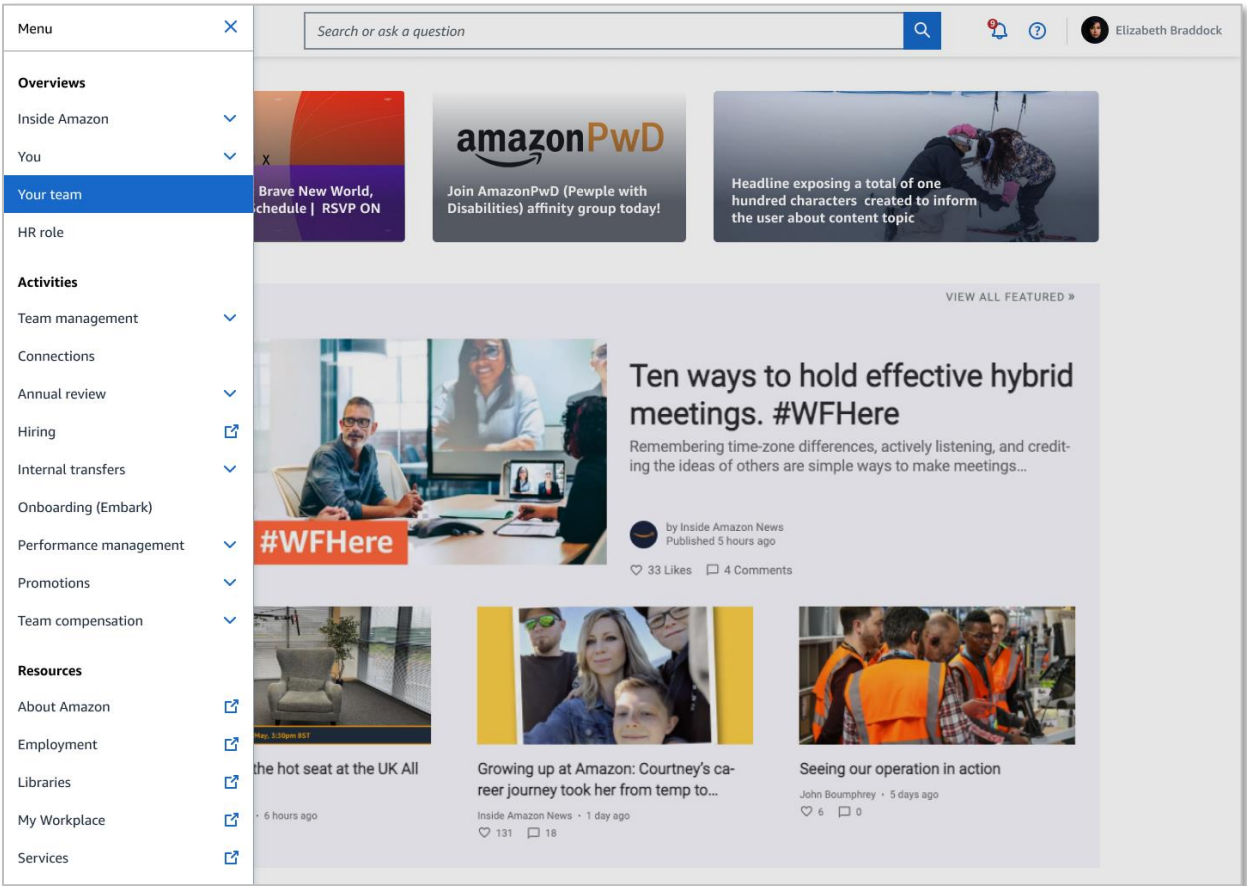 Menu
Search or ask a question
9
Elizabeth Braddock
Overviews
Inside Amazon
You
Your team
HR role
Activities
Team management
Connections
Annual review
Hiring
Internal transfers
Onboarding (Embark)
Performance management
Promotions
Team compensation
Resources
About Amazon
Employment
Libraries
My Workplace
Services
X
Brave New World,
Schedule | RSVP ON
amazonPwD
Join AmazonPwD (Pewple with
Disabilities) affinity group today!
Headline exposing a total of one
hundred characters created to inform
the user about content topic
VIEW ALL FEATURED »
#WFHere
Ten ways to hold effective hybrid
meetings. #WFHere
Remembering time-zone differences, actively listening, and credit-
ing the ideas of others are simple ways to make meetings...
by Inside Amazon News
Published 5 hours ago
33 Likes 4 Comments
May, 3:30pm BST
the hot seat at the UK All
• 6 hours ago
Growing up at Amazon: Courtney's ca-
reer journey took her from temp to...
Inside Amazon News • 1 day ago
131 18
Seeing our operation in action
John Boumphrey • 5 days ago
6 0